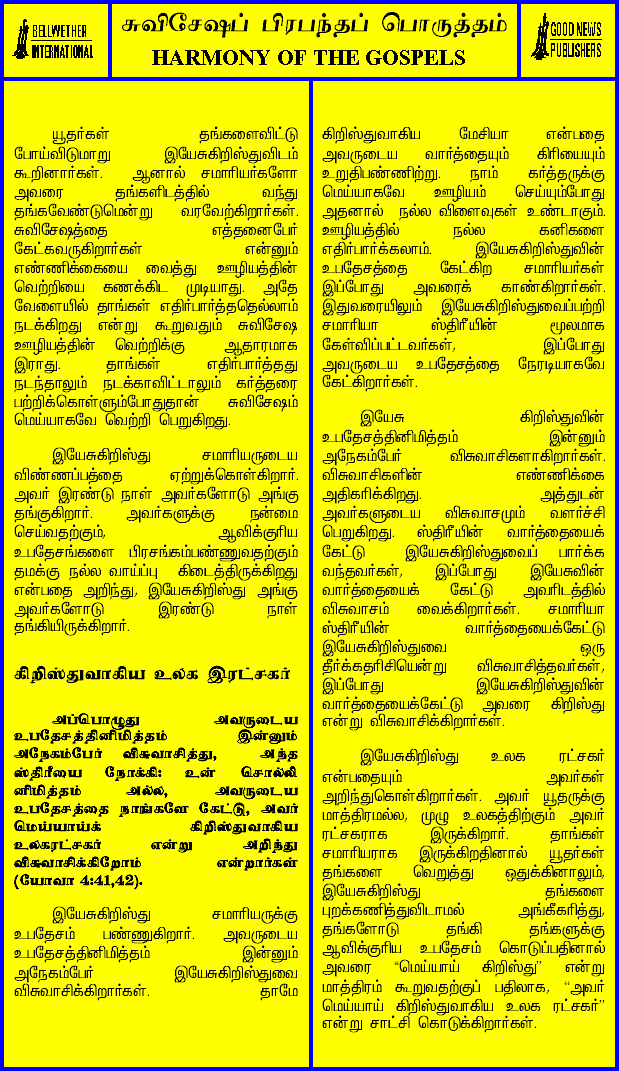 BELLWETHER
INTERNATIONAL
சுவிசேஷப் பிரபந்தப் பொருத்தம்
HARMONY OF THE GOSPELS
GOOD NEWS
PUBLISHERS
யூதர்கள் தங்களைவிட்டு
போய்விடுமாறு இயேசுகிறிஸ்துவிடம்
கூறினார்கள். ஆனால் சமாரியர்களோ
அவரை தங்களிடத்தில் வந்து
தங்கவேண்டுமென்று வரவேற்கிறார்கள்.
சுவிசேஷத்தை எத்தனைபேர்
கேட்கவருகிறார்கள் என்னும்
எண்ணிக்கையை வைத்து ஊழியத்தின்
வெற்றியை கணக்கிட முடியாது. அதே
வேளையில் தாங்கள் எதிர்பார்த்ததெல்லாம்
நடக்கிறது என்று கூறுவதும் சுவிசேஷ
ஊழியத்தின் வெற்றிக்கு ஆதாரமாக
இராது. தாங்கள் எதிர்பார்த்தது
நடந்தாலும் நடக்காவிட்டாலும் கர்த்தரை
பற்றிக்கொள்ளும்போதுதான் சுவிசேஷம்
மெய்யாகவே வெற்றி பெறுகிறது.
இயேசுகிறிஸ்து சமாரியருடைய
விண்ணப்பத்தை ஏற்றுக்கொள்கிறார்.
அவர் இரண்டு நாள் அவர்களோடு அங்கு
தங்குகிறார். அவர்களுக்கு நன்மை
செய்வதற்கும், ஆவிக்குரிய
உபதேசங்களை பிரசங்கம்பண்ணுவதற்கும்
தமக்கு நல்ல வாய்ப்பு கிடைத்திருக்கிறது
என்பதை அறிந்து, இயேசுகிறிஸ்து அங்கு
அவர்களோடு இரண்டு நாள்
தங்கியிருக்கிறார்.
கிறிஸ்துவாகிய உலக இரட்சகர்
அப்பொழுது அவருடைய
உபதேசத்தினிமித்தம் இன்னும்
அநேகம்பேர் விசுவாசித்து, அந்த
ஸ்திரீயை நோக்கி: உன் சொல்லி
னிமித்தம் அல்ல, அவருடைய
உபதேசத்தை நாங்களே கேட்டு, அவர்
மெய்யாய்க் கிறிஸ்துவாகிய
உலகரட்சகர் என்று அறிந்து
விசுவாசிக்கிறோம் என்றார்கள்
(யோவா 4:41,42).
இயேசுகிறிஸ்து சமாரியருக்கு
உபதேசம் பண்ணுகிறார். அவருடைய
உபதேசத்தினிமித்தம் இன்னும்
அநேகம்பேர் இயேசுகிறிஸ்துவை
விசுவாசிக்கிறார்கள். தாமே
கிறிஸ்துவாகிய மேசியா என்பதை
அவருடைய வார்த்தையும் கிரியையும்
உறுதிபண்ணிற்று. நாம் கர்த்தருக்கு
மெய்யாகவே ஊழியம் செய்யும்போது
அதனால் நல்ல விளைவுகள் உண்டாகும்.
ஊழியத்தில் நல்ல கனிகளை
எதிர்பார்க்கலாம். இயேசுகிறிஸ்துவின்
உபதேசத்தை கேட்கிற சமாரியர்கள்
இப்போது அவரைக் காண்கிறார்கள்.
இதுவரையிலும் இயேசுகிறிஸ்துவைப்பற்றி
சமாரியா ஸ்திரீயின் மூலமாக
கேள்விப்பட்டவர்கள், இப்போது
அவருடைய உபதேசத்தை நேரடியாகவே
கேட்கிறார்கள்.
இயேசு கிறிஸ்துவின்
உபதேசத்தினிமித்தம் இன்னும்
அநேகம்பேர் விசுவாசிகளாகிறார்கள்.
விசுவாசிகளின் எண்ணிக்கை
அதிகரிக்கிறது. அத்துடன்
அவர்களுடைய விசுவாசமும் வளர்ச்சி
பெறுகிறது. ஸ்திரீயின் வார்த்தையைக்
கேட்டு இயேசுகிறிஸ்துவைப் பார்க்க
வந்தவர்கள், இப்போது இயேசுவின்
வார்த்தையைக் கேட்டு அவரிடத்தில்
விசுவாசம் வைக்கிறார்கள். சமாரியா
ஸ்திரீயின் வார்த்தையைக்கேட்டு
இயேசுகிறிஸ்துவை ஒரு
தீர்க்கதரிசியென்று விசுவாசித்தவர்கள்,
இப்போது இயேசுகிறிஸ்துவின்
வார்த்தையைக்கேட்டு அவரை கிறிஸ்து
என்று விசுவாசிக்கிறார்கள்.
இயேசுகிறிஸ்து உலக ரட்சகர்
என்பதையும் அவர்கள்
அறிந்துகொள்கிறார்கள். அவர் யூதருக்கு
மாத்திரமல்ல, முழு உலகத்திற்கும் அவர்
ரட்சகராக இருக்கிறார். தாங்கள்
சமாரியராக இருக்கிறதினால் யூதர்கள்
தங்களை வெறுத்து ஒதுக்கினாலும்,
இயேசுகிறிஸ்து தங்களை
புறக்கணித்துவிடாமல் அங்கீகரித்து,
தங்களோடு தங்கி தங்களுக்கு
ஆவிக்குரிய உபதேசம் கொடுப்பதினால்
அவரை “மெய்யாய் கிறிஸ்து” என்று
மாத்திரம் கூறுவதற்குப் பதிலாக, “அவர்
மெய்யாய் கிறிஸ்துவாகிய உலக ரட்சகர்”
என்று சாட்சி கொடுக்கிறார்கள்.